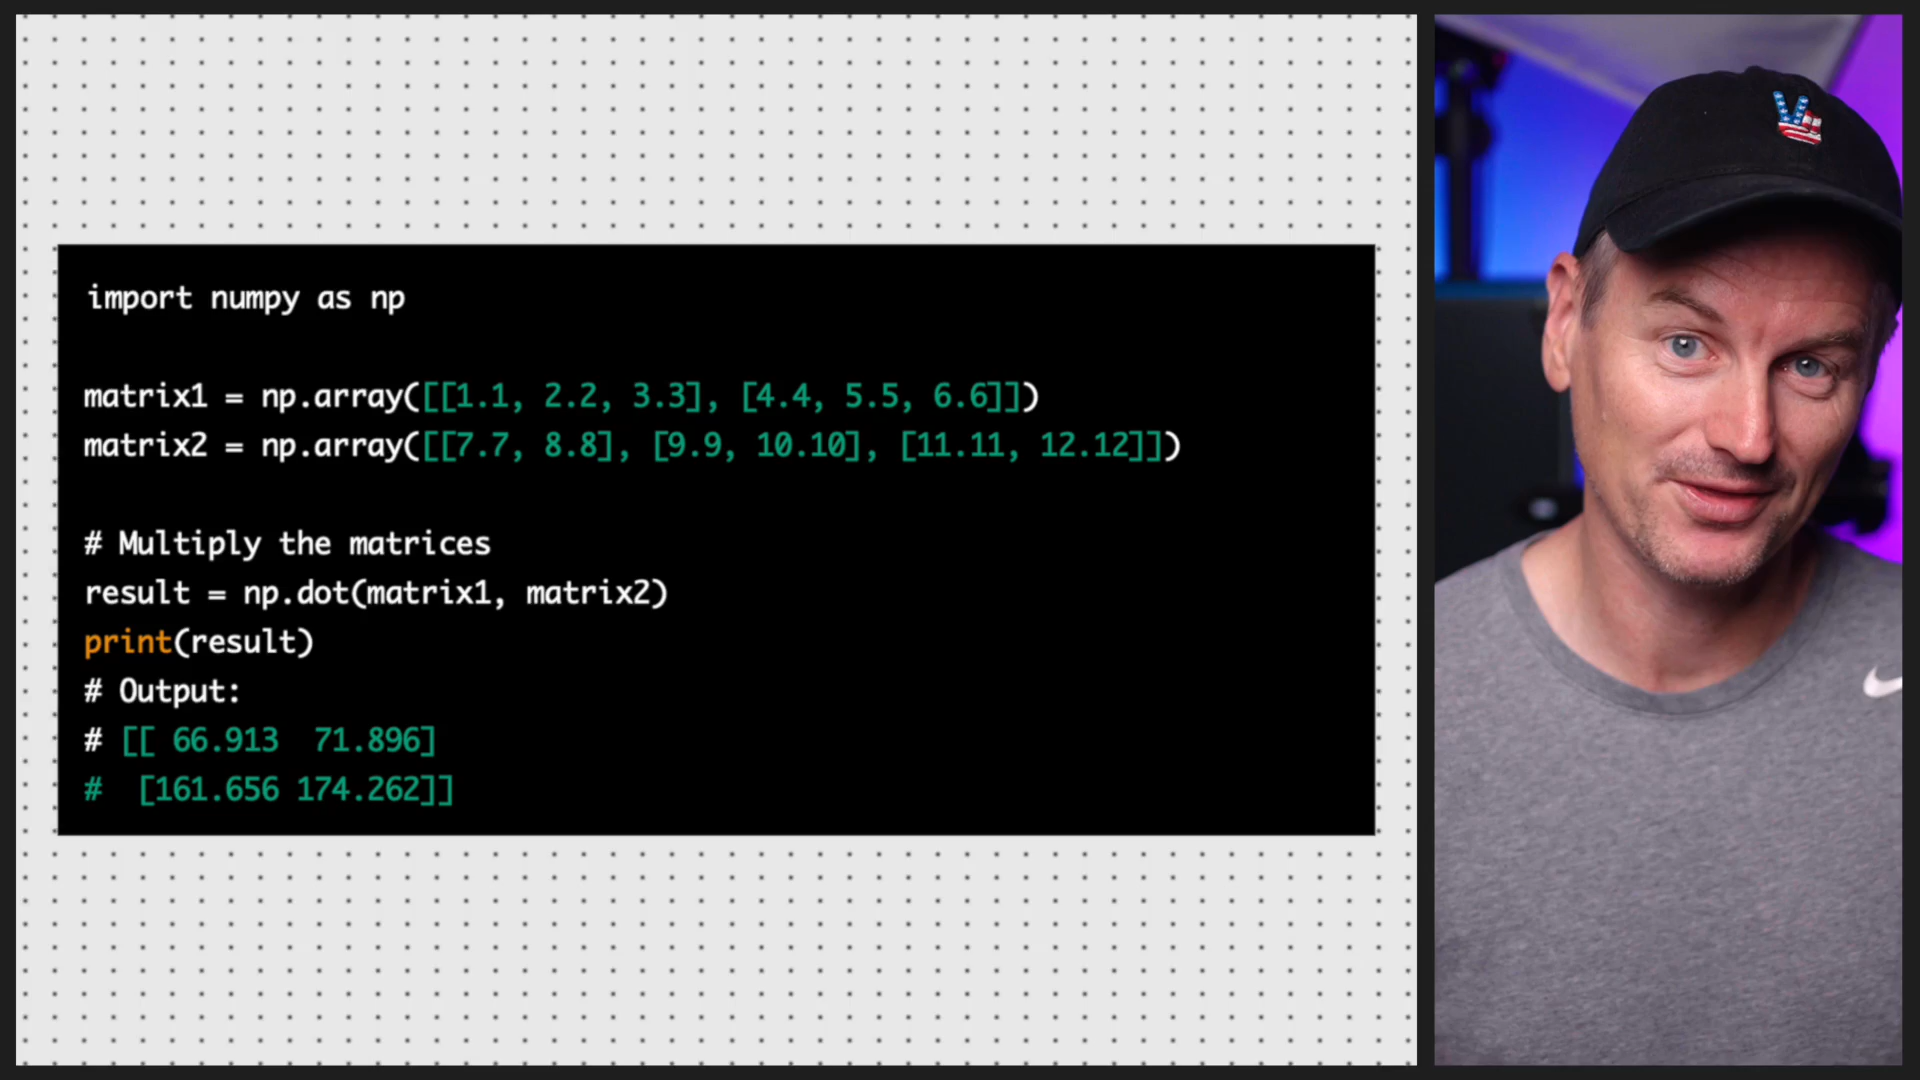 import numpy as np
matrix1 = np.array([[1.1, 2.2, 3.3], [4.4, 5.5, 6.6]])
matrix2 = np.array([[7.7, 8.8], [9.9, 10.10], [11.11, 12.12]])
# Multiply the matrices
result = np.dot(matrix1, matrix2)
print(result)
# Output:
# [[ 66.913  71.896]
#  [161.656 174.262]]